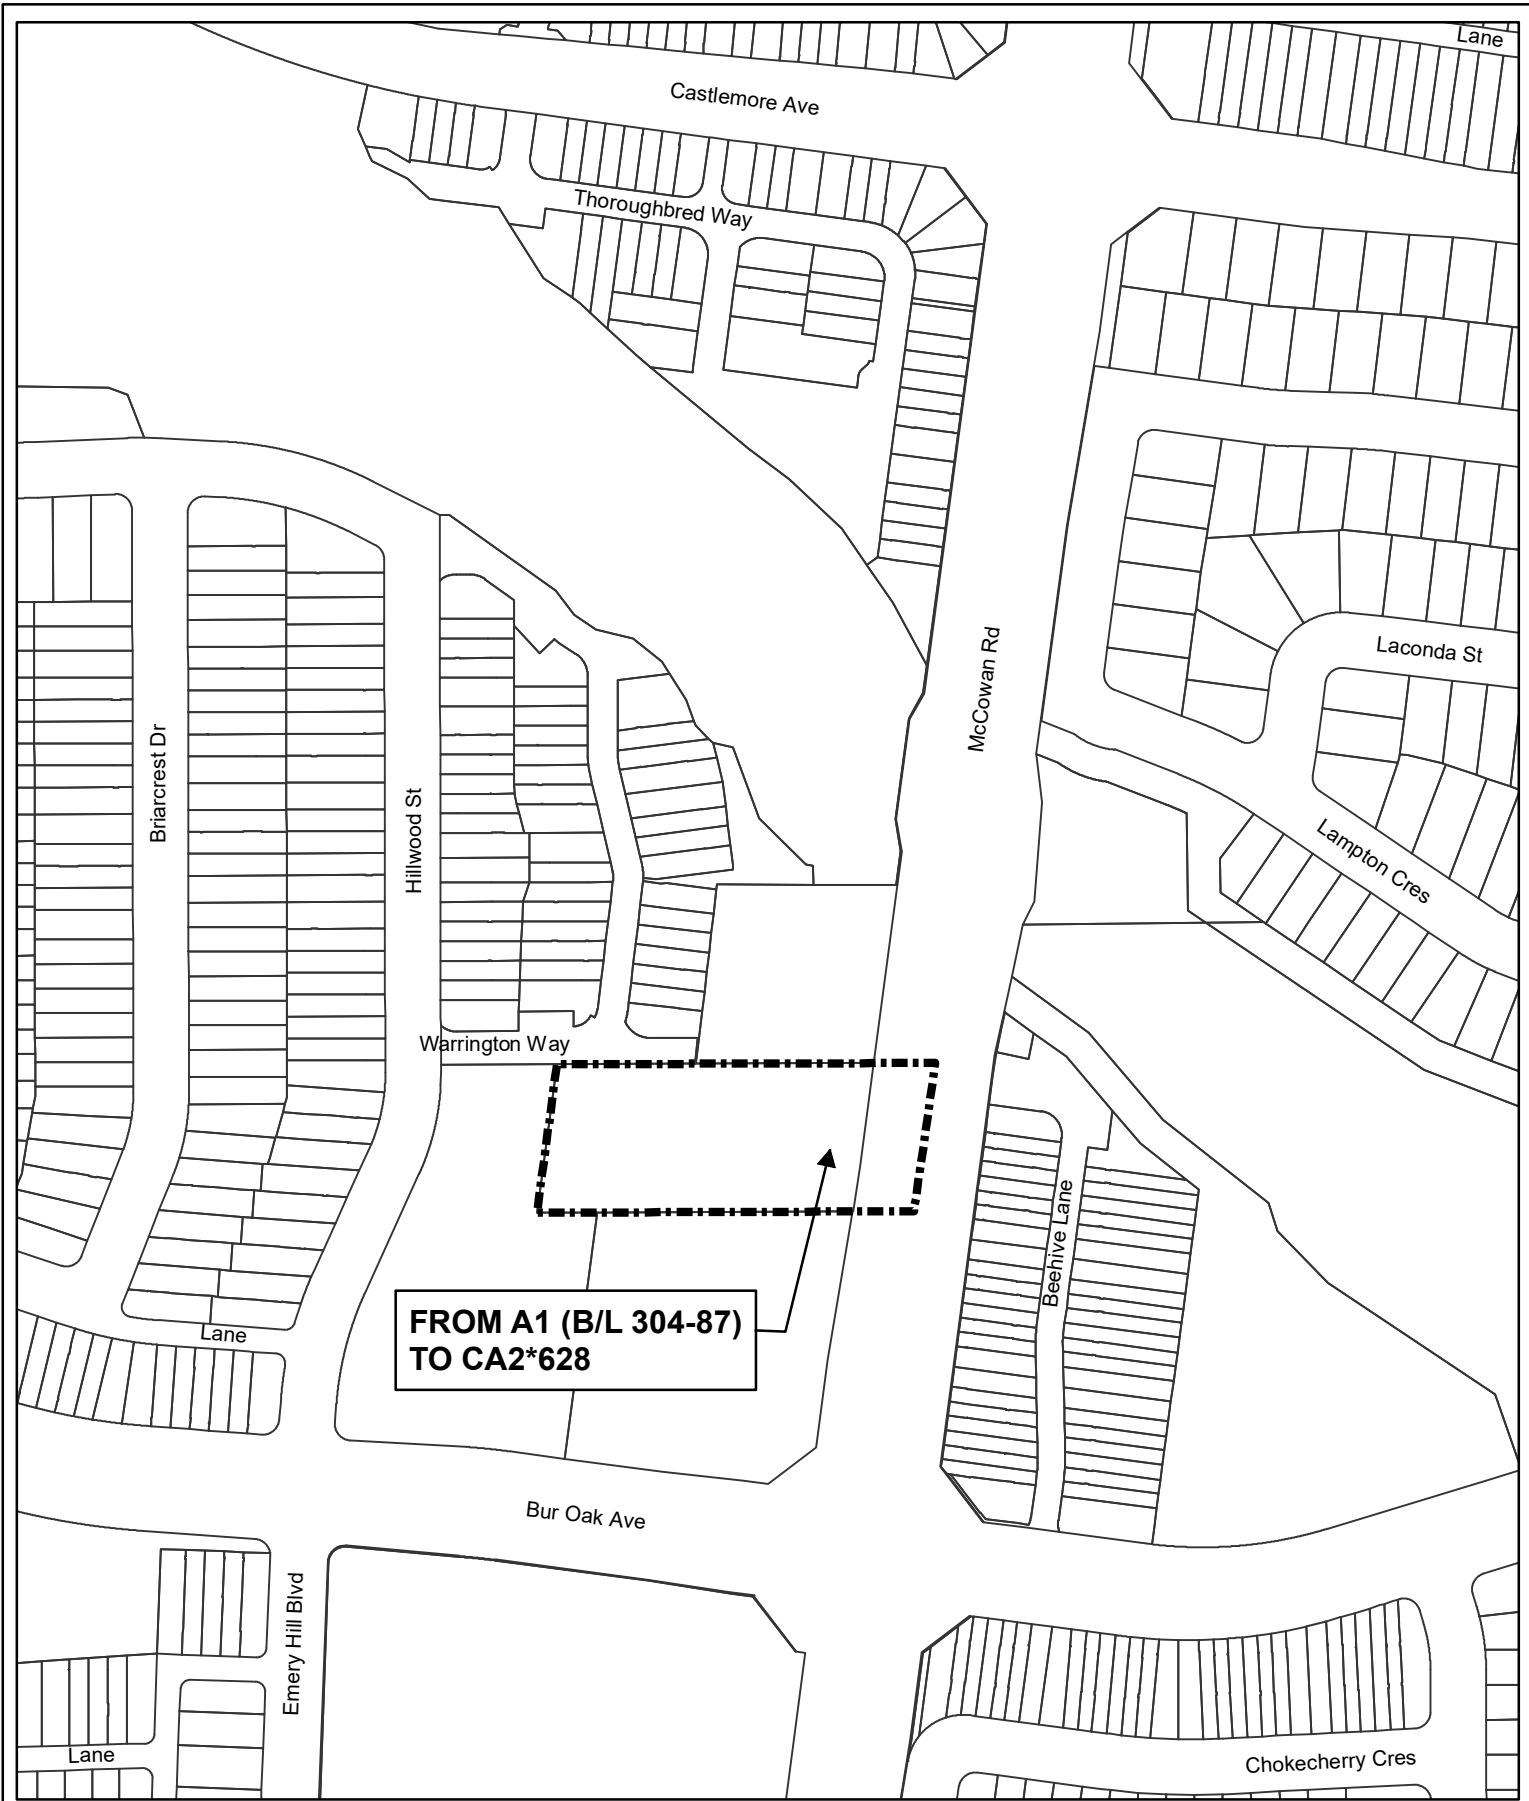 Lane
Castlemore Ave
Thoroughbred Way
McCowan Rd
Laconda St
Briarcrest Dr
Hillwood St
Lampton Cres
Warrington Way
Beehive Lane
FROM A1 (B/L 304-87)
TO CA2*628
Lane
Bur Oak Ave
Emery Hill Blvd
Lane
Chokecherry Cres